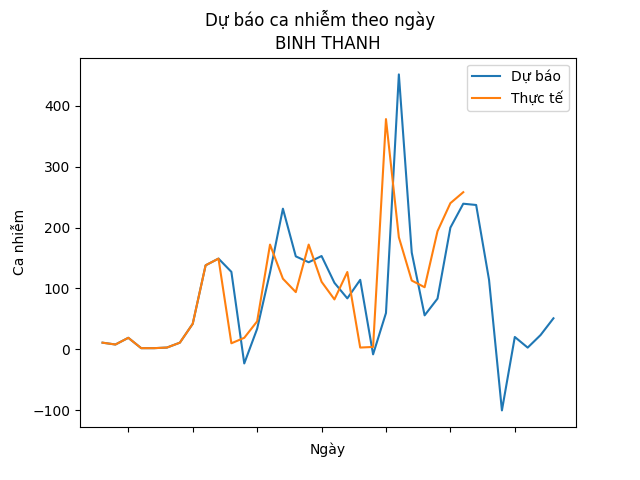 Dự báo ca nhiễm theo ngày
BINH THANH
Dự báo
Thực tế
Ca nhiễm
400
300
200
100
0
−100
Ngày